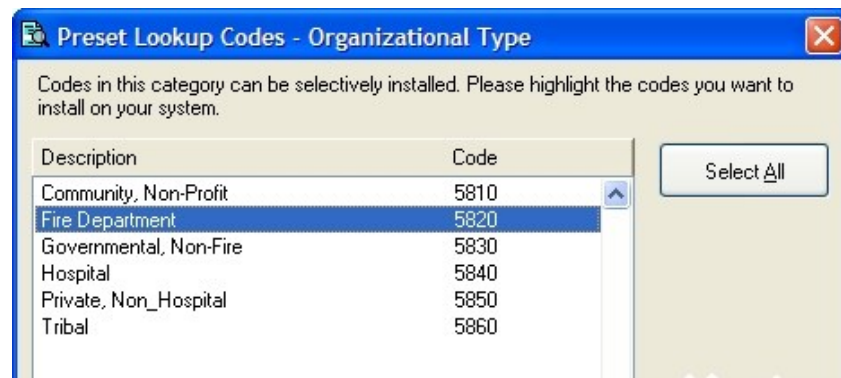 Preset Lookup Codes - Organizational Type
Codes in this category can be selectively installed. Please highlight the codes you want to
install on your system.
Description Code
Select All
Community, Non-Profit 5810
Fire Department 5820
Governmental, Non-Fire 5830
Hospital 5840
Private, Non_Hospital 5850
Tribal 5860